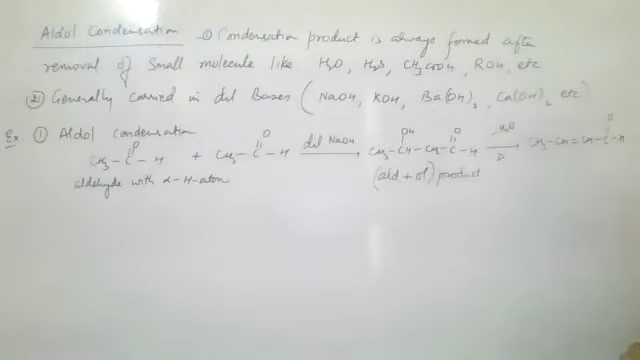 Aldol Condensation ① Condensation product is always formed after
removal of small molecule like H₂O, H₂S, CH₃COOH, ROH, etc
② Generally carried in dil Bases (NaOH, KOH, Ba(OH)₂, Ca(OH)₂ etc)
Ex ① Aldol condensation
O O OH O O
CH₃-C-H + CH₃-C-H dil NaOH → CH₃-CH-CH₂-C-H -H₂O → Δ CH₃-CH=CH-C-H
aldehyde with α-H-atom (ald + ol) product